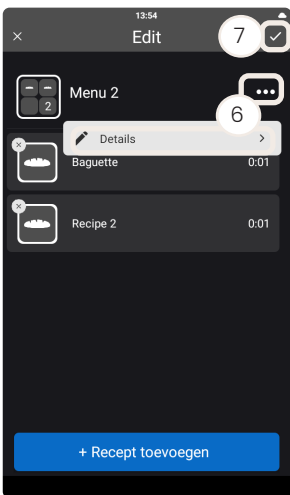 13:54
× Edit 7
2 Menu 2
6
Details
Baguette 0:01
Recipe 2 0:01
+ Recept toevoegen